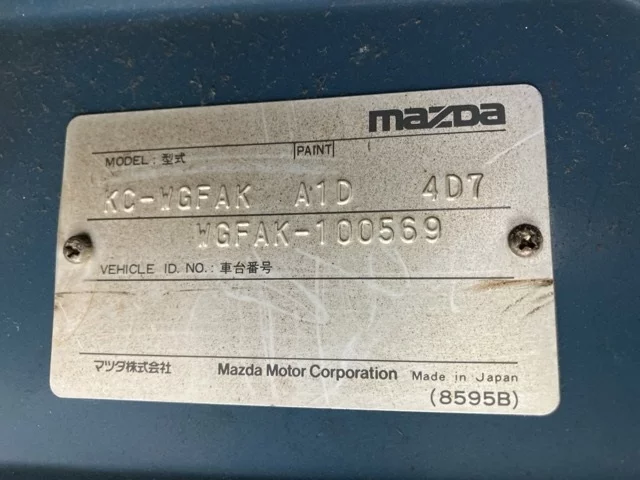 mazda
MODEL : 型式 PAINT
KC-WGFAK A1D 4D7
WGFAK-100569
VEHICLE ID. NO. : 車台番号
マツダ株式会社 Mazda Motor Corporation Made in Japan
(8595B)